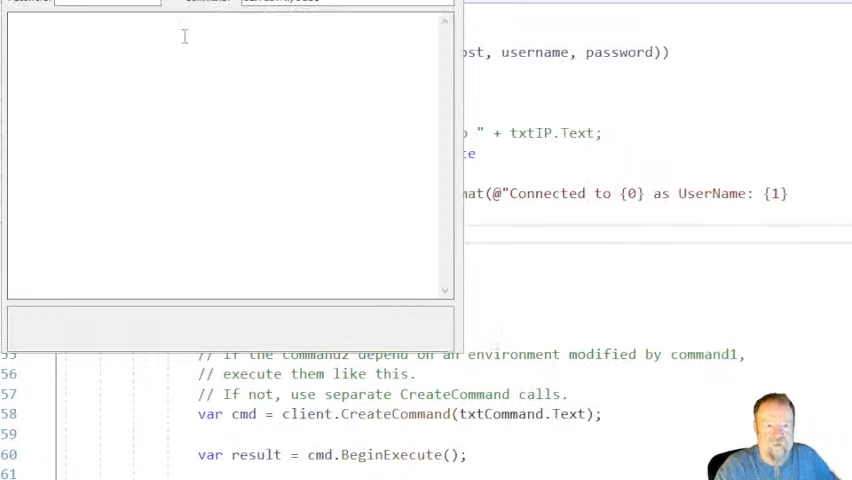 ost, username, password))
o " + txtIP.Text;
te
mat(@"Connected to {0} as UserName: {1}
55 // If the command2 depend on an environment modified by command1,
56 // execute them like this.
57 // If not, use separate CreateCommand calls.
58 var cmd = client.CreateCommand(txtCommand.Text);
59
60 var result = cmd.BeginExecute();
61